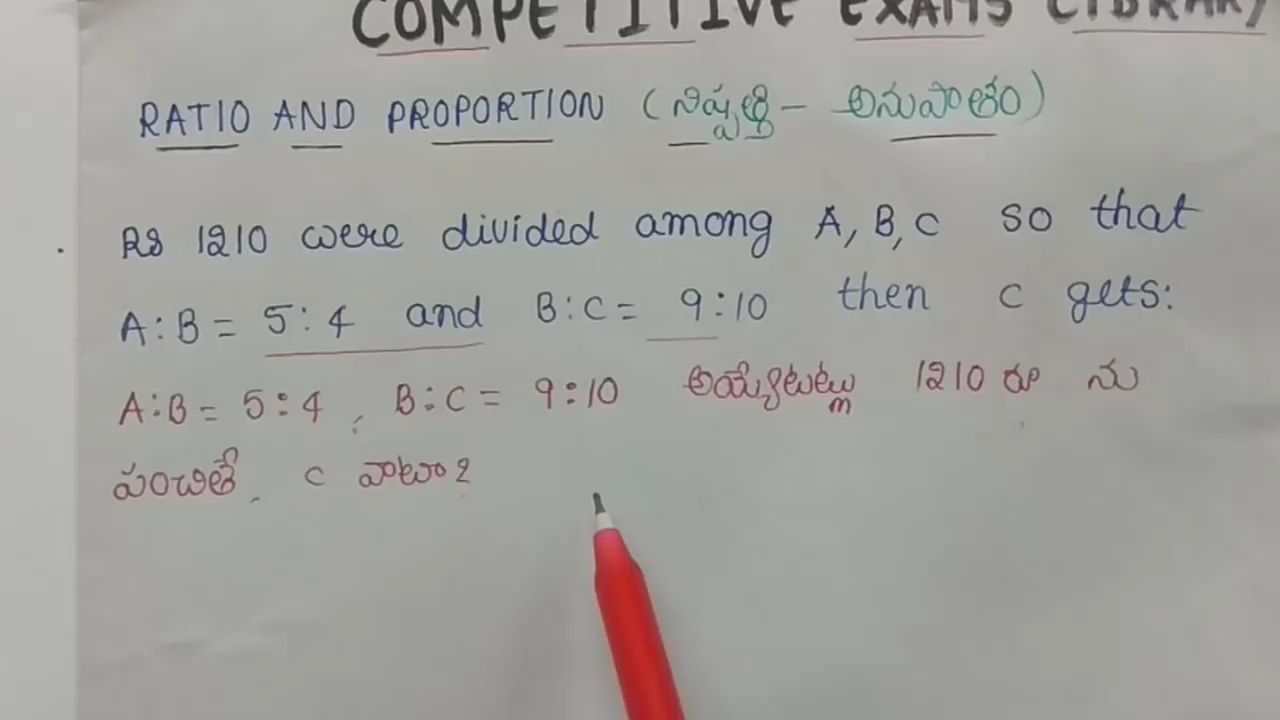 COMPETITIVE EXAMS LIBRARY
RATIO AND PROPORTION (నిష్పత్తి - అనుపాతం)
Rs 1210 were divided among A, B, C so that
A:B = 5:4 and B:C = 9:10 then C gets:
A:B = 5:4, B:C = 9:10 అయ్యేటట్లు 1210 రూ ను
పంచితే, C వాటా?